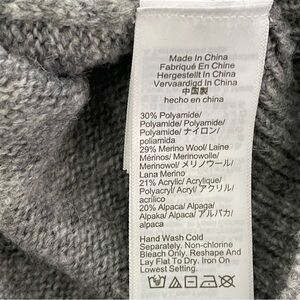 Made In China
Fabriqué En Chine
Hergestellt In China
Vervaardigd In China
中国製
hecho en china
30% Polyamide/
Polyamide/Polyamide/
Polyamide/ ナイロン/
poliamida
29% Merino Wool/ Laine
Mérinos/ Merinowolle/
Merinowol/ メリノウール/
Lana Merino
21% Acrylic/ Acrylique/
Polyacryl/ Acryl/ アクリル/
acrílico
20% Alpaca/ Alpaga/
Alpaka/ Alpaca/ アルパカ/
alpaca
Hand Wash Cold
Separately, Non-chlorine
Bleach Only. Reshape And
Lay Flat To Dry. Iron On
Lowest Setting.